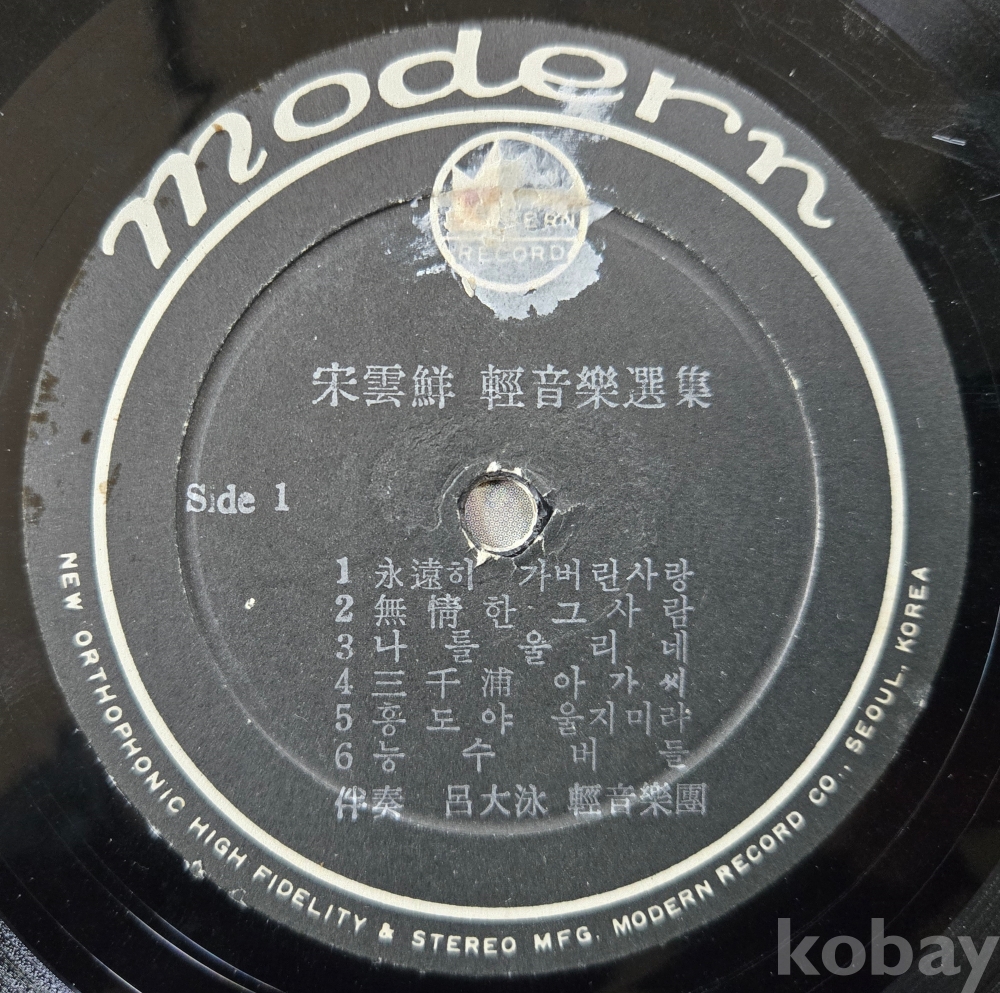 modern
RECORD
宋雲鮮 輕音樂選集
Side 1
1 永遠히 가버린사랑
2 無情한 그사람
3 나를 울리네
4 三千浦 아가씨
5 홍도야 울지마라
6 능수버들
伴奏 呂大泳 輕音樂團
NEW ORTHOPHONIC HIGH FIDELITY & STEREO MFG. MODERN RECORD CO., SEOUL, KOREA
kobay